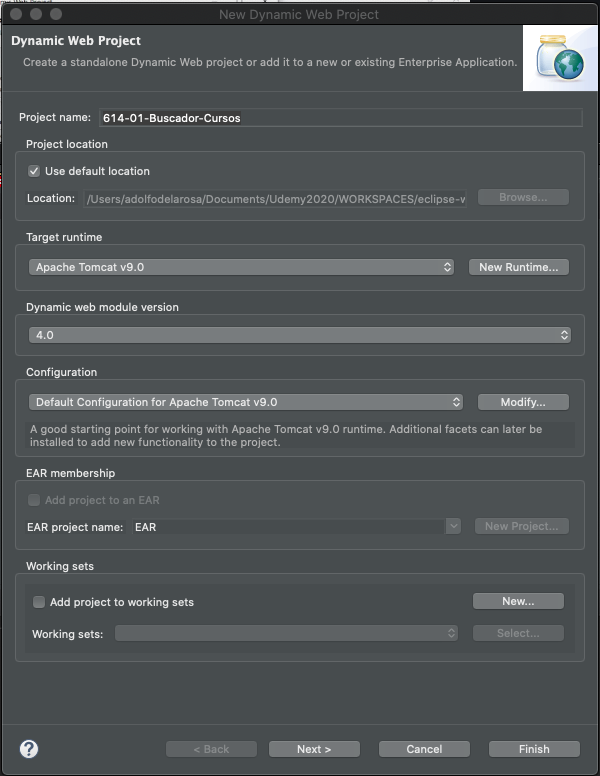 New Dynamic Web Project
Dynamic Web Project
Create a standalone Dynamic Web project or add it to a new or existing Enterprise Application.
Project name: 614-01-Buscador-Cursos
Project location
Use default location
Location: /Users/adolfodelarosa/Documents/Udemy2020/WORKSPACES/eclipse-w Browse...
Target runtime
Apache Tomcat v9.0 New Runtime...
Dynamic web module version
4.0
Configuration
Default Configuration for Apache Tomcat v9.0 Modify...
A good starting point for working with Apache Tomcat v9.0 runtime. Additional facets can later be
installed to add new functionality to the project.
EAR membership
Add project to an EAR
EAR project name: EAR New Project...
Working sets
Add project to working sets New...
Working sets: Select...
? < Back Next > Cancel Finish